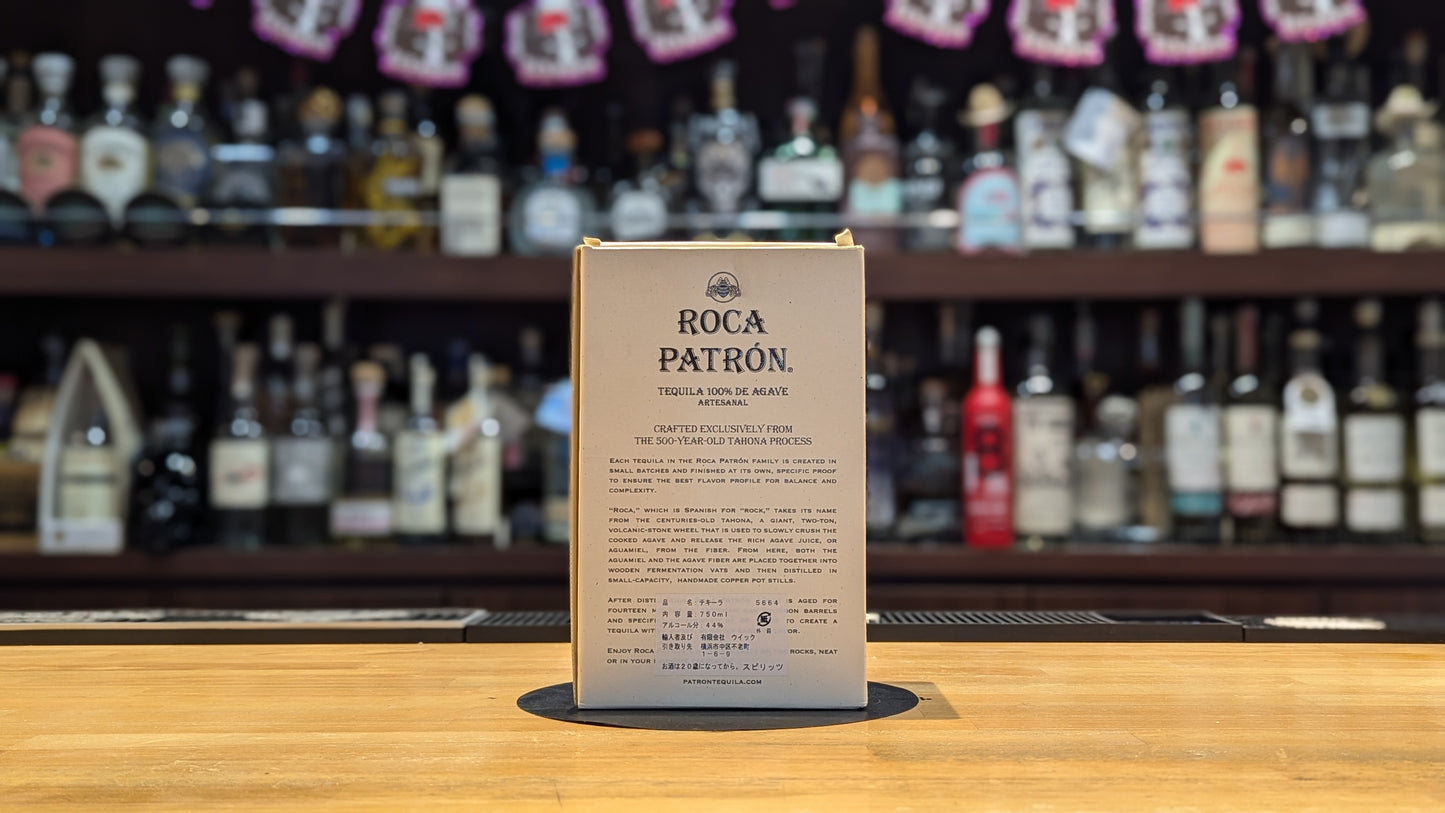 ROCA
PATRÓN®
TEQUILA 100% DE AGAVE
ARTESANAL
CRAFTED EXCLUSIVELY FROM
THE 500-YEAR-OLD TAHONA PROCESS
EACH TEQUILA IN THE ROCA PATRÓN FAMILY IS CREATED IN
SMALL BATCHES AND FINISHED AT ITS OWN, SPECIFIC PROOF
TO ENSURE THE BEST FLAVOR PROFILE FOR BALANCE AND
COMPLEXITY.
"ROCA," WHICH IS SPANISH FOR "ROCK," TAKES ITS NAME
FROM THE CENTURIES-OLD TAHONA, A GIANT, TWO-TON,
VOLCANIC-STONE WHEEL THAT IS USED TO SLOWLY CRUSH THE
COOKED AGAVE AND RELEASE THE RICH AGAVE JUICE, OR
AGUAMIEL, FROM THE FIBER. FROM HERE, BOTH THE
AGUAMIEL AND THE AGAVE FIBER ARE PLACED TOGETHER INTO
WOODEN FERMENTATION VATS AND THEN DISTILLED IN
SMALL-CAPACITY, HANDMADE COPPER POT STILLS.
AFTER AGED FOR
FOURTEEN BARRELS
AND TO CREATE A
TEQUILA
ENJOY ROCA ROCKS, NEAT
OR IN YOUR
品名:テキーラ 5664
内容量:750ml
アルコール分:44%
紙
外箱
輸入者及び 有限会社 ウイック
引き取り先 横浜市中区不老町
1-6-9
お酒は20歳になってから、スピリッツ
PATRONTEQUILA.COM